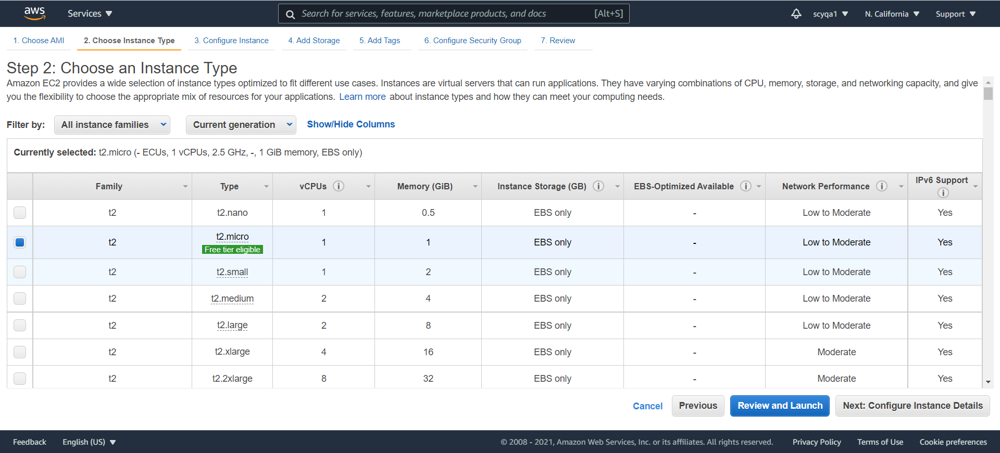 aws Services Search for services, features, marketplace products, and docs [Alt+S] scyqa1 N. California Support
1. Choose AMI 2. Choose Instance Type 3. Configure Instance 4. Add Storage 5. Add Tags 6. Configure Security Group 7. Review
Step 2: Choose an Instance Type
Amazon EC2 provides a wide selection of instance types optimized to fit different use cases. Instances are virtual servers that can run applications. They have varying combinations of CPU, memory, storage, and networking capacity, and give
you the flexibility to choose the appropriate mix of resources for your applications. Learn more about instance types and how they can meet your computing needs.
Filter by: All instance families Current generation Show/Hide Columns
Currently selected: t2.micro (- ECUs, 1 vCPUs, 2.5 GHz, -, 1 GiB memory, EBS only)
Family Type vCPUs i Memory (GiB) Instance Storage (GB) i EBS-Optimized Available i Network Performance i IPv6 Support i
t2 t2.nano 1 0.5 EBS only - Low to Moderate Yes
t2 t2.micro Free tier eligible 1 1 EBS only - Low to Moderate Yes
t2 t2.small 1 2 EBS only - Low to Moderate Yes
t2 t2.medium 2 4 EBS only - Low to Moderate Yes
t2 t2.large 2 8 EBS only - Low to Moderate Yes
t2 t2.xlarge 4 16 EBS only - Moderate Yes
t2 t2.2xlarge 8 32 EBS only - Moderate Yes
Cancel Previous Review and Launch Next: Configure Instance Details
Feedback English (US) © 2008 - 2021, Amazon Web Services, Inc. or its affiliates. All rights reserved. Privacy Policy Terms of Use Cookie preferences